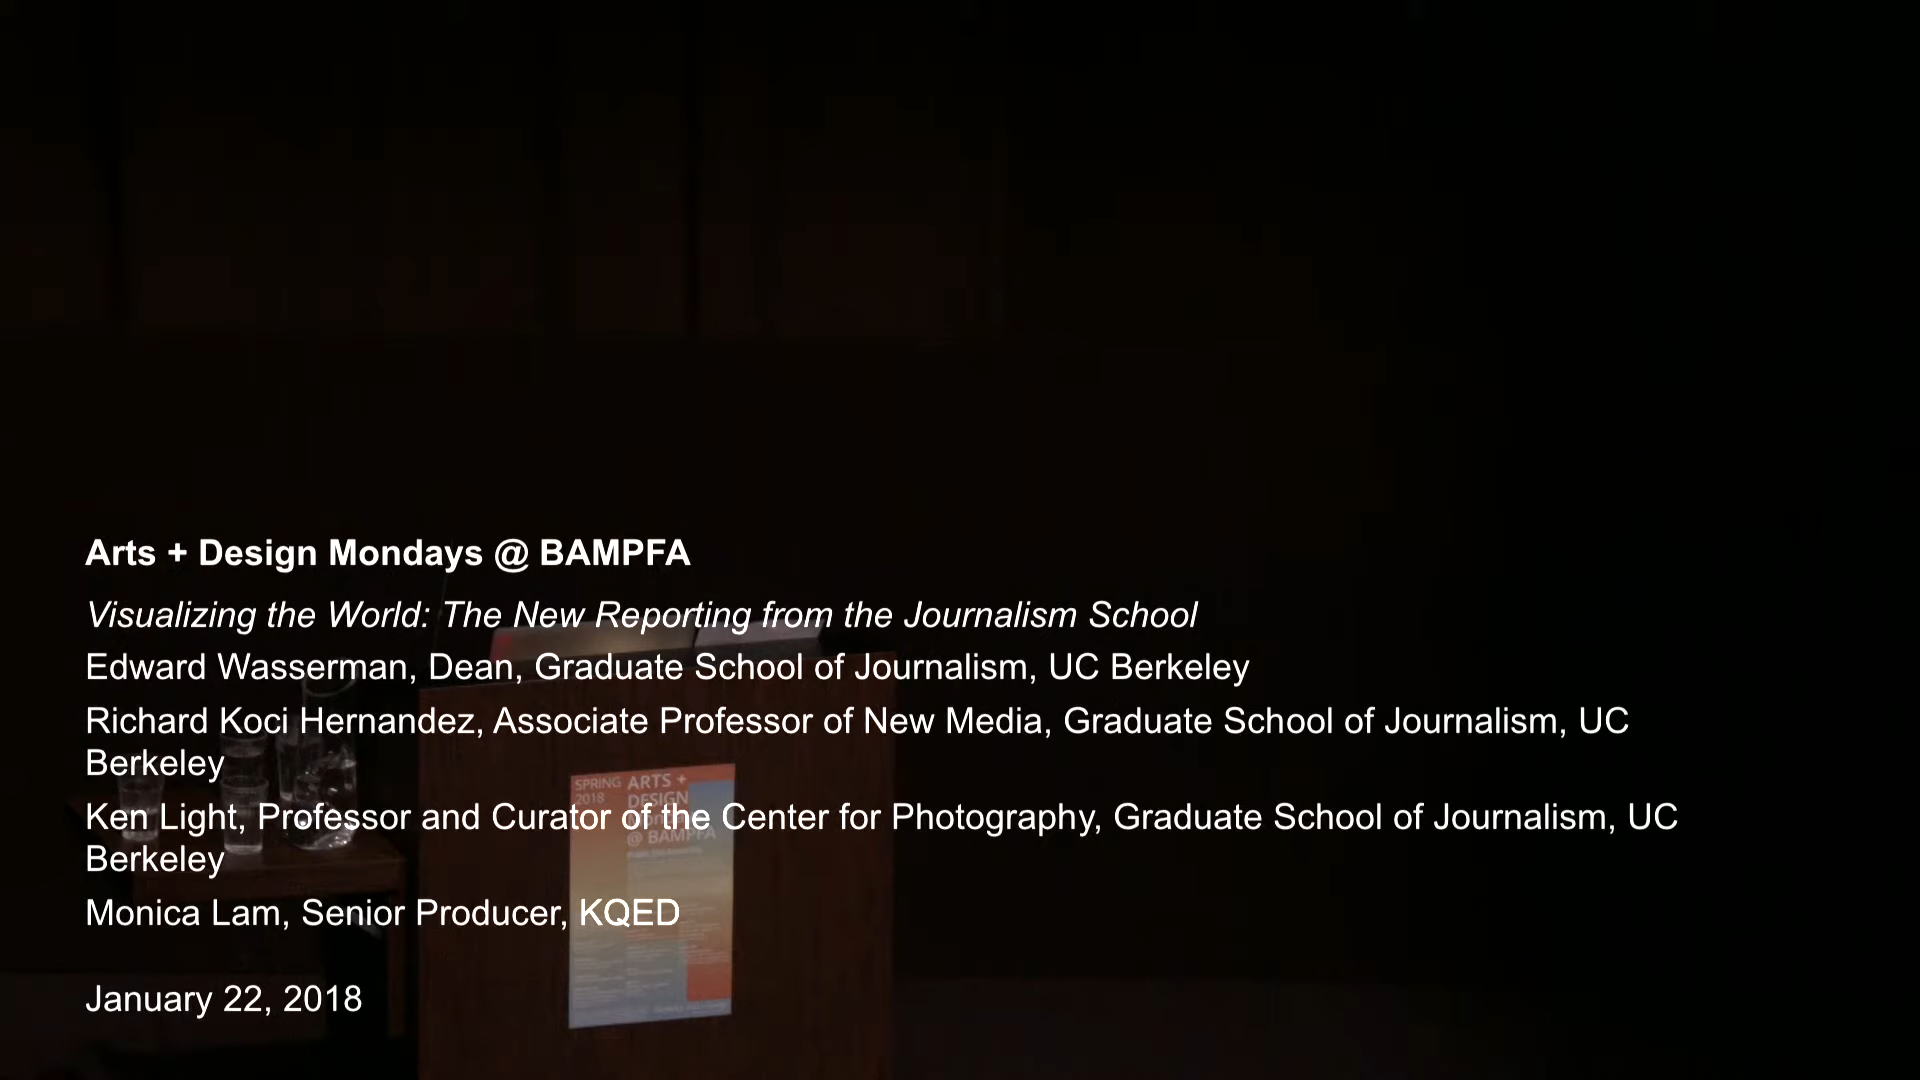 Arts + Design Mondays @ BAMPFA
Visualizing the World: The New Reporting from the Journalism School
Edward Wasserman, Dean, Graduate School of Journalism, UC Berkeley
Richard Koci Hernandez, Associate Professor of New Media, Graduate School of Journalism, UC
Berkeley
Ken Light, Professor and Curator of the Center for Photography, Graduate School of Journalism, UC
Berkeley
Monica Lam, Senior Producer, KQED
January 22, 2018
SPRING
2018
ARTS +
DESIGN
@ BAMPFA